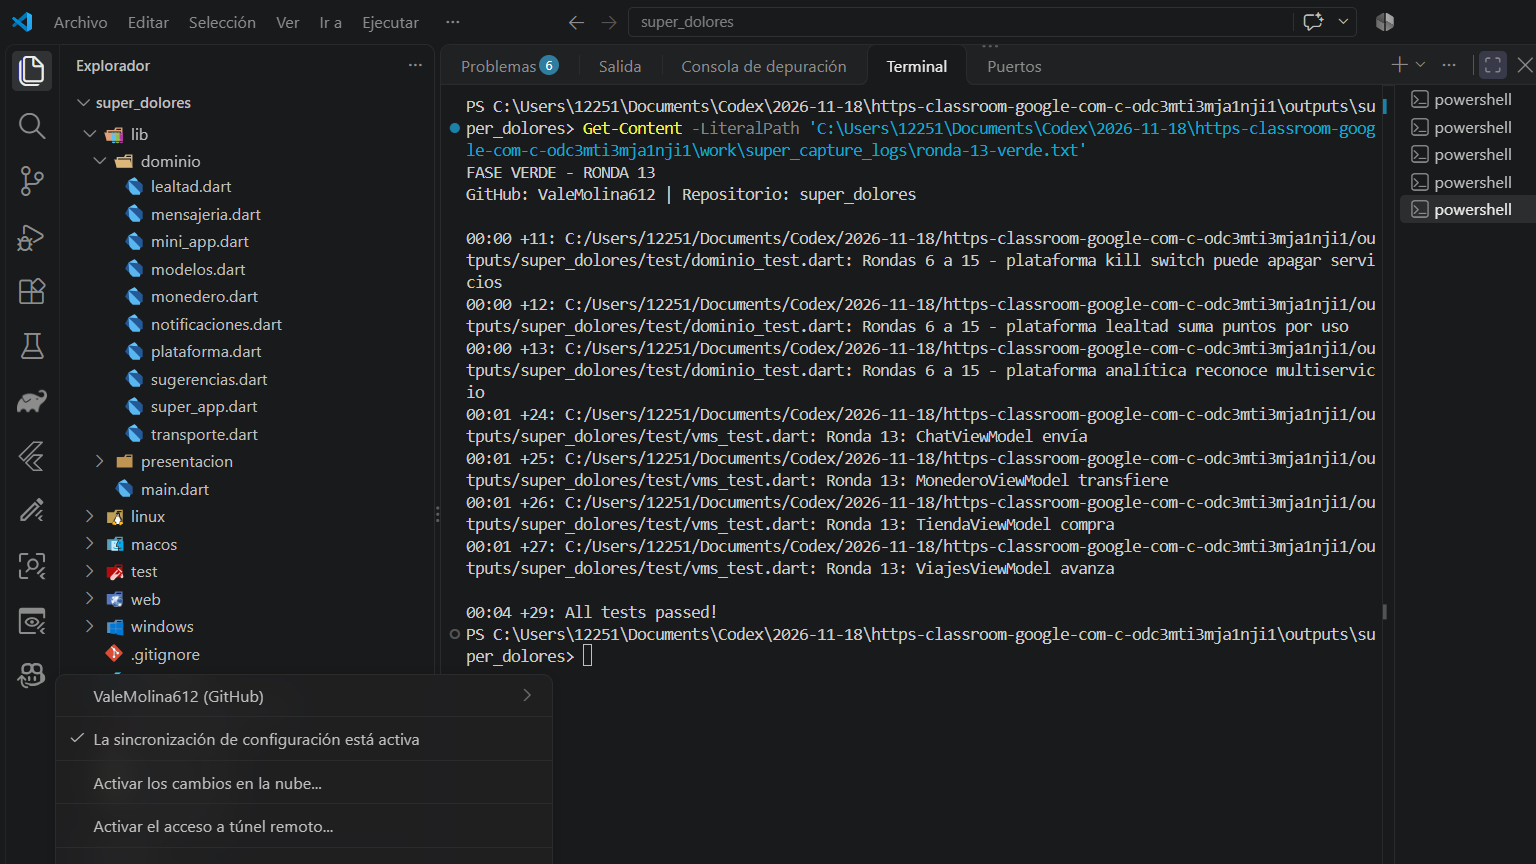 Archivo Editar Selección Ver Ir a Ejecutar ···
super_dolores
Explorador ···
super_dolores
lib
dominio
lealtad.dart
mensajeria.dart
mini_app.dart
modelos.dart
monedero.dart
notificaciones.dart
plataforma.dart
sugerencias.dart
super_app.dart
transporte.dart
presentacion
main.dart
linux
macos
test
web
windows
.gitignore
ValeMolina612 (GitHub)
La sincronización de configuración está activa
Activar los cambios en la nube...
Activar el acceso a túnel remoto...
Problemas 6 Salida Consola de depuración Terminal Puertos
PS C:\Users\12251\Documents\Codex\2026-11-18\https-classroom-google-com-c-odc3mti3mja1nji1\outputs\su
per_dolores> Get-Content -LiteralPath 'C:\Users\12251\Documents\Codex\2026-11-18\https-classroom-goog
le-com-c-odc3mti3mja1nji1\work\super_capture_logs\ronda-13-verde.txt'
FASE VERDE - RONDA 13
GitHub: ValeMolina612 | Repositorio: super_dolores
00:00 +11: C:/Users/12251/Documents/Codex/2026-11-18/https-classroom-google-com-c-odc3mti3mja1nji1/ou
tputs/super_dolores/test/dominio_test.dart: Rondas 6 a 15 - plataforma kill switch puede apagar servi
cios
00:00 +12: C:/Users/12251/Documents/Codex/2026-11-18/https-classroom-google-com-c-odc3mti3mja1nji1/ou
tputs/super_dolores/test/dominio_test.dart: Rondas 6 a 15 - plataforma lealtad suma puntos por uso
00:00 +13: C:/Users/12251/Documents/Codex/2026-11-18/https-classroom-google-com-c-odc3mti3mja1nji1/ou
tputs/super_dolores/test/dominio_test.dart: Rondas 6 a 15 - plataforma analítica reconoce multiservic
io
00:01 +24: C:/Users/12251/Documents/Codex/2026-11-18/https-classroom-google-com-c-odc3mti3mja1nji1/ou
tputs/super_dolores/test/vms_test.dart: Ronda 13: ChatViewModel envía
00:01 +25: C:/Users/12251/Documents/Codex/2026-11-18/https-classroom-google-com-c-odc3mti3mja1nji1/ou
tputs/super_dolores/test/vms_test.dart: Ronda 13: MonederoViewModel transfiere
00:01 +26: C:/Users/12251/Documents/Codex/2026-11-18/https-classroom-google-com-c-odc3mti3mja1nji1/ou
tputs/super_dolores/test/vms_test.dart: Ronda 13: TiendaViewModel compra
00:01 +27: C:/Users/12251/Documents/Codex/2026-11-18/https-classroom-google-com-c-odc3mti3mja1nji1/ou
tputs/super_dolores/test/vms_test.dart: Ronda 13: ViajesViewModel avanza
00:04 +29: All tests passed!
PS C:\Users\12251\Documents\Codex\2026-11-18\https-classroom-google-com-c-odc3mti3mja1nji1\outputs\su
per_dolores>
powershell
powershell
powershell
powershell
powershell